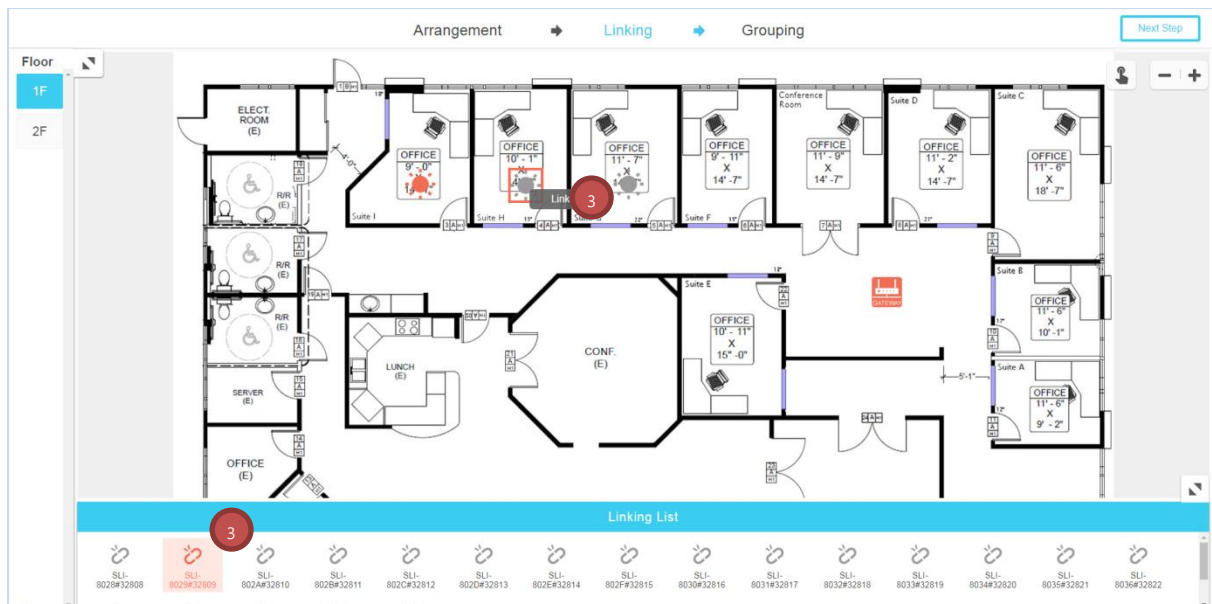 Arrangement
Linking
Grouping
Next Step
Floor
1F
2F
ELECT.
ROOM
(E)
OFFICE
9' - 0"
Suite I
OFFICE
10' - 1"
X
Suite H
Link
3
OFFICE
11' - 7"
X
OFFICE
9' - 11"
X
14' -7"
Suite F
Conference
Room
OFFICE
11' - 9"
X
14' -7"
Suite D
OFFICE
11' - 2"
X
14' -7"
Suite C
OFFICE
11' - 6"
X
18' -7"
4'-0"
R/R
(E)
R/R
(E)
R/R
(E)
SERVER
(E)
OFFICE
(E)
LUNCH
(E)
CONF.
(E)
Suite E
OFFICE
10' - 11"
X
15" -0"
GATEWAY
Suite B
OFFICE
11' - 6"
X
10' -1"
5'-1"
Suite A
OFFICE
11' - 6"
X
9' - 2"
Linking List
3
SLI-
8028#32808
SLI-
8029#32809
SLI-
802A#32810
SLI-
802B#32811
SLI-
802C#32812
SLI-
802D#32813
SLI-
802E#32814
SLI-
802F#32815
SLI-
8030#32816
SLI-
8031#32817
SLI-
8032#32818
SLI-
8033#32819
SLI-
8034#32820
SLI-
8035#32821
SLI-
8036#32822